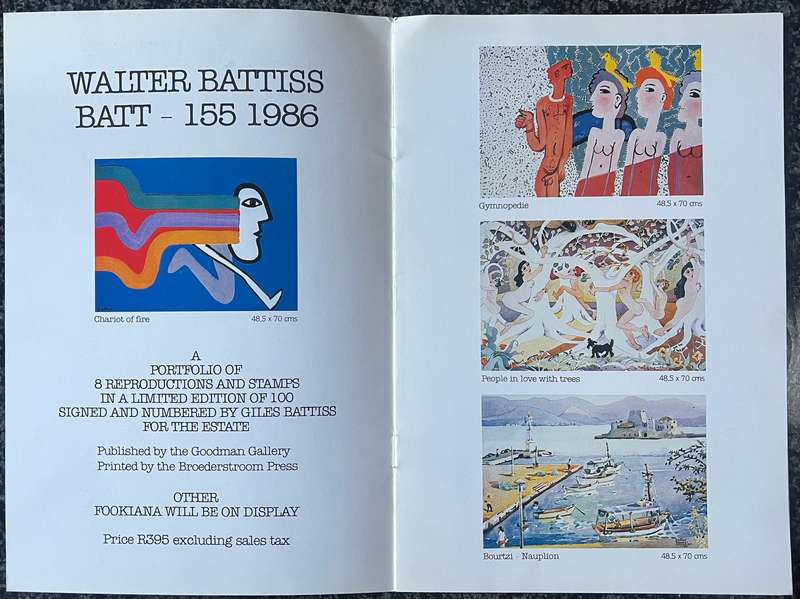 WALTER BATTISS
BATT – 155 1986
Chariot of fire
48,5 x 70 cms
A
PORTFOLIO OF
8 REPRODUCTIONS AND STAMPS
IN A LIMITED EDITION OF 100
SIGNED AND NUMBERED BY GILES BATTISS
FOR THE ESTATE
Published by the Goodman Gallery
Printed by the Broederstroom Press
OTHER
FOOKIANA WILL BE ON DISPLAY
Price R395 excluding sales tax
Gymnopedie
48,5 x 70 cms
People in love with trees
48,5 x 70 cms
Bourtzi – Nauplion
48,5 x 70 cms